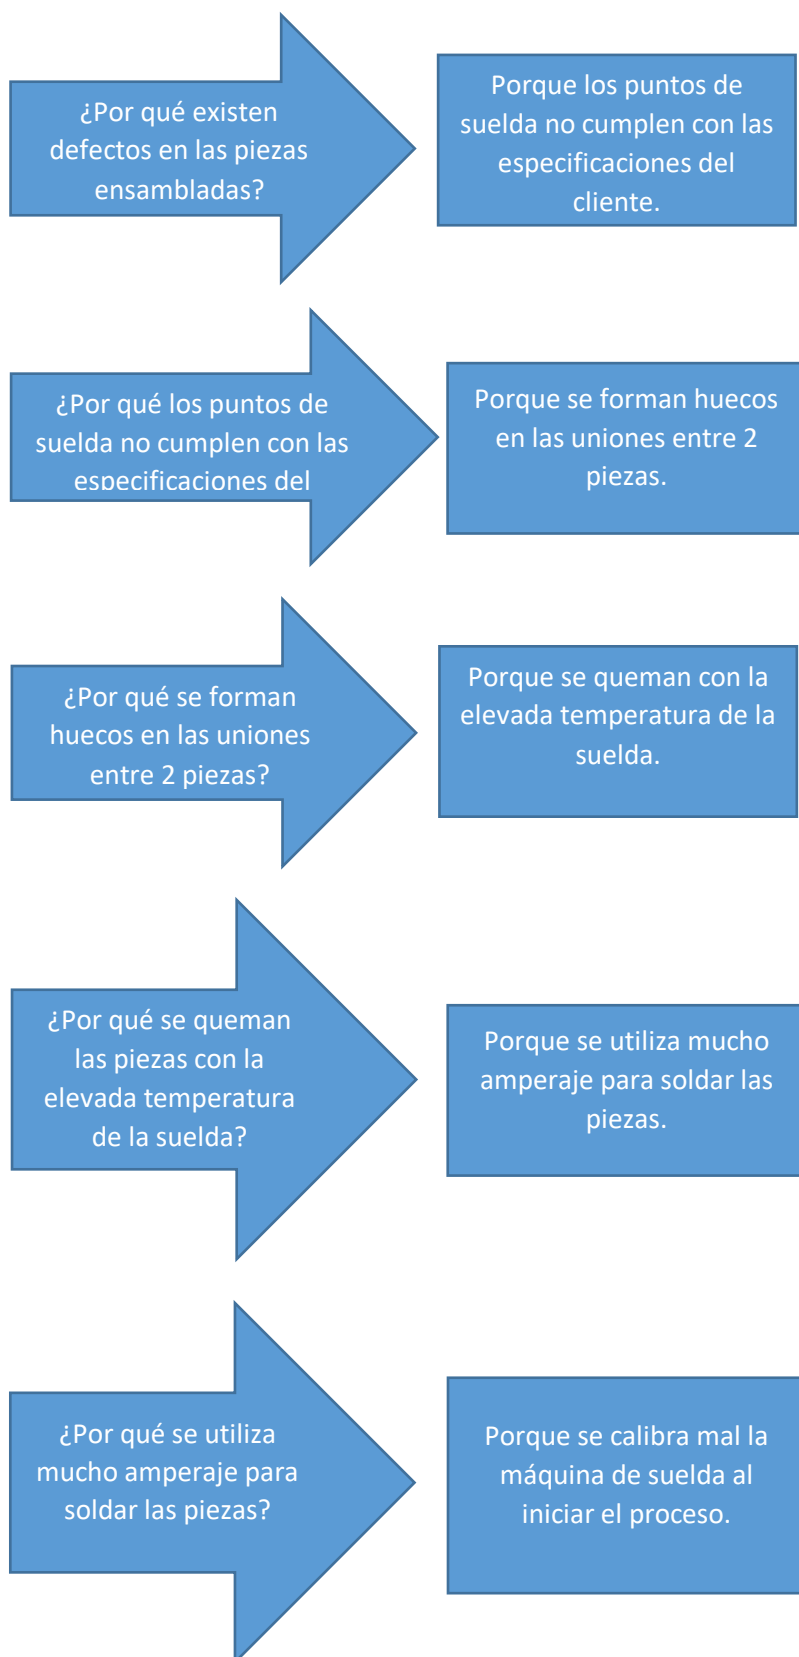 ¿Por qué existen
defectos en las piezas
ensambladas?
Porque los puntos de
suelda no cumplen con las
especificaciones del
cliente.
¿Por qué los puntos de
suelda no cumplen con las
especificaciones del
Porque se forman huecos
en las uniones entre 2
piezas.
¿Por qué se forman
huecos en las uniones
entre 2 piezas?
Porque se queman con la
elevada temperatura de la
suelda.
¿Por qué se queman
las piezas con la
elevada temperatura
de la suelda?
Porque se utiliza mucho
amperaje para soldar las
piezas.
¿Por qué se utiliza
mucho amperaje para
soldar las piezas?
Porque se calibra mal la
máquina de suelda al
iniciar el proceso.